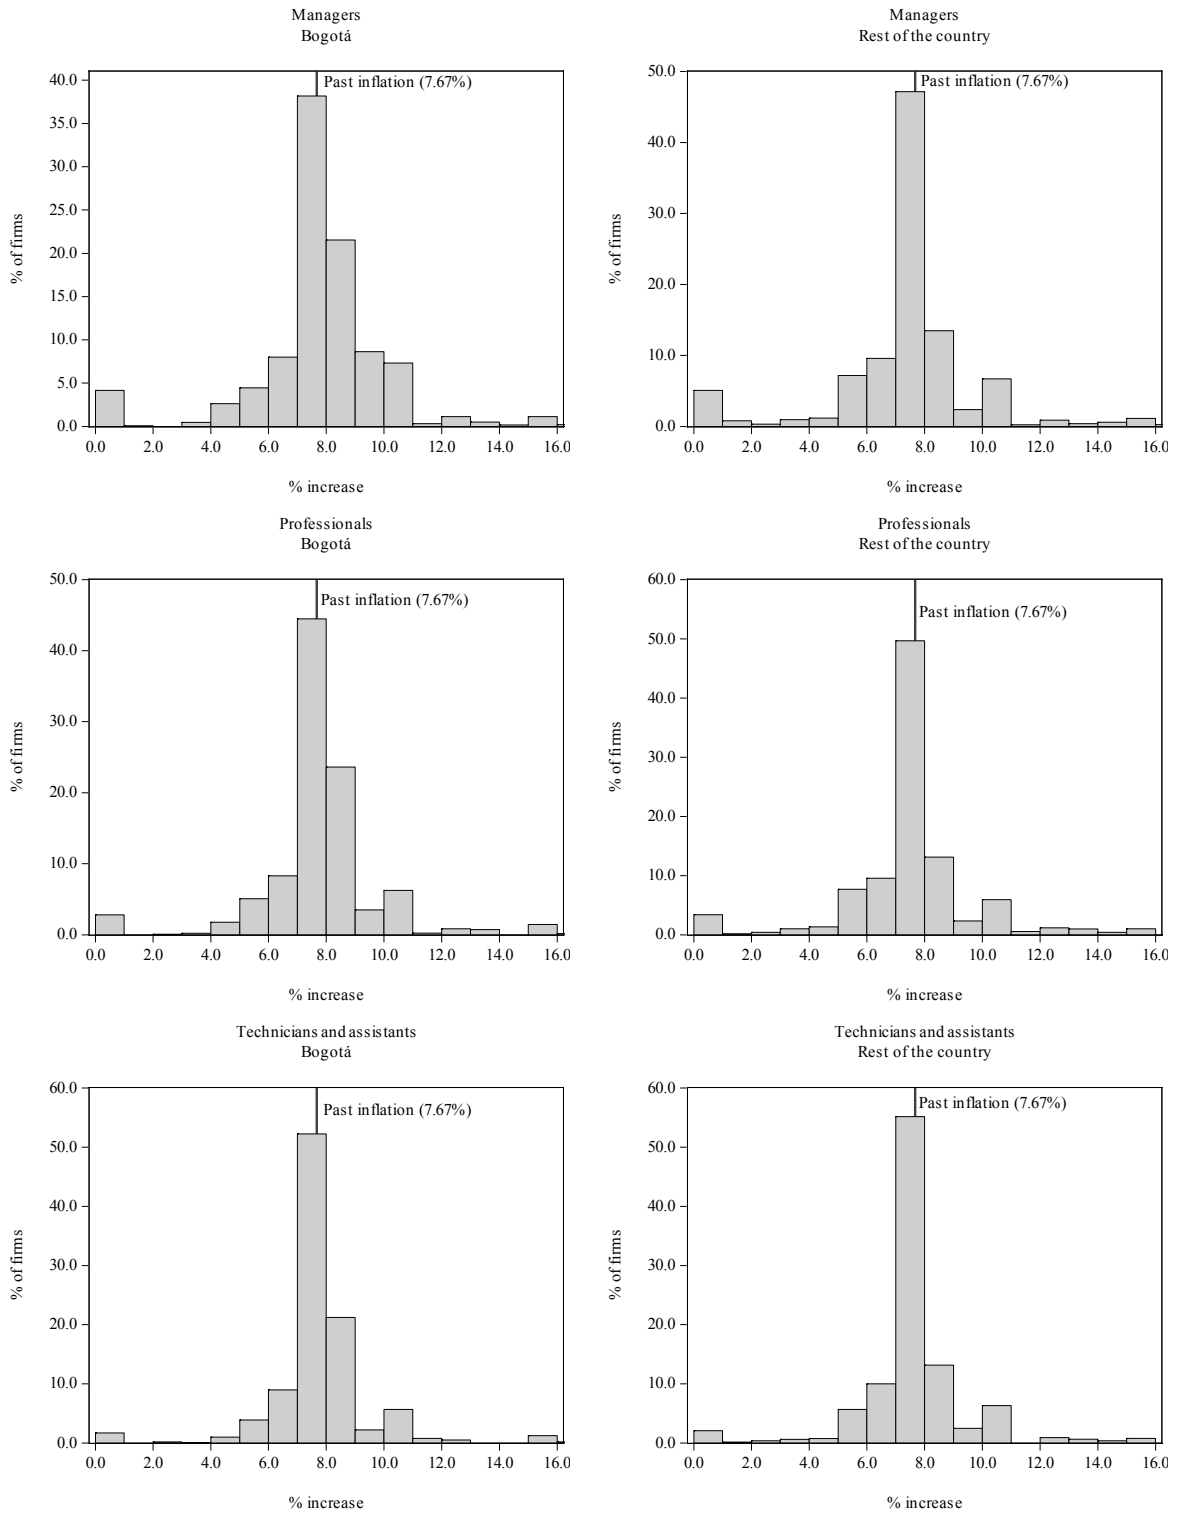 Managers
Bogotá
Past inflation (7.67%)
% of firms
40.0
35.0
30.0
25.0
20.0
15.0
10.0
5.0
0.0
0.0 2.0 4.0 6.0 8.0 10.0 12.0 14.0 16.0
% increase
Managers
Rest of the country
Past inflation (7.67%)
% of firms
50.0
40.0
30.0
20.0
10.0
0.0
0.0 2.0 4.0 6.0 8.0 10.0 12.0 14.0 16.0
% increase
Professionals
Bogotá
Past inflation (7.67%)
% of firms
50.0
40.0
30.0
20.0
10.0
0.0
0.0 2.0 4.0 6.0 8.0 10.0 12.0 14.0 16.0
% increase
Professionals
Rest of the country
Past inflation (7.67%)
% of firms
60.0
50.0
40.0
30.0
20.0
10.0
0.0
0.0 2.0 4.0 6.0 8.0 10.0 12.0 14.0 16.0
% increase
Technicians and assistants
Bogotá
Past inflation (7.67%)
% of firms
60.0
50.0
40.0
30.0
20.0
10.0
0.0
0.0 2.0 4.0 6.0 8.0 10.0 12.0 14.0 16.0
% increase
Technicians and assistants
Rest of the country
Past inflation (7.67%)
% of firms
60.0
50.0
40.0
30.0
20.0
10.0
0.0
0.0 2.0 4.0 6.0 8.0 10.0 12.0 14.0 16.0
% increase